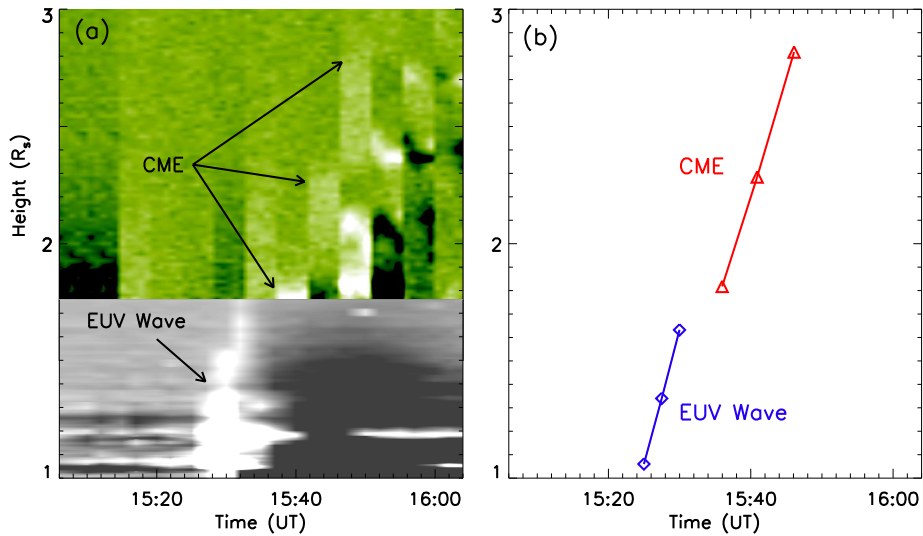 (a)
CME
EUV Wave
3
2
1
Height (Rs)
15:20
15:40
16:00
Time (UT)
(b)
CME
EUV Wave
3
2
1
15:20
15:40
16:00
Time (UT)